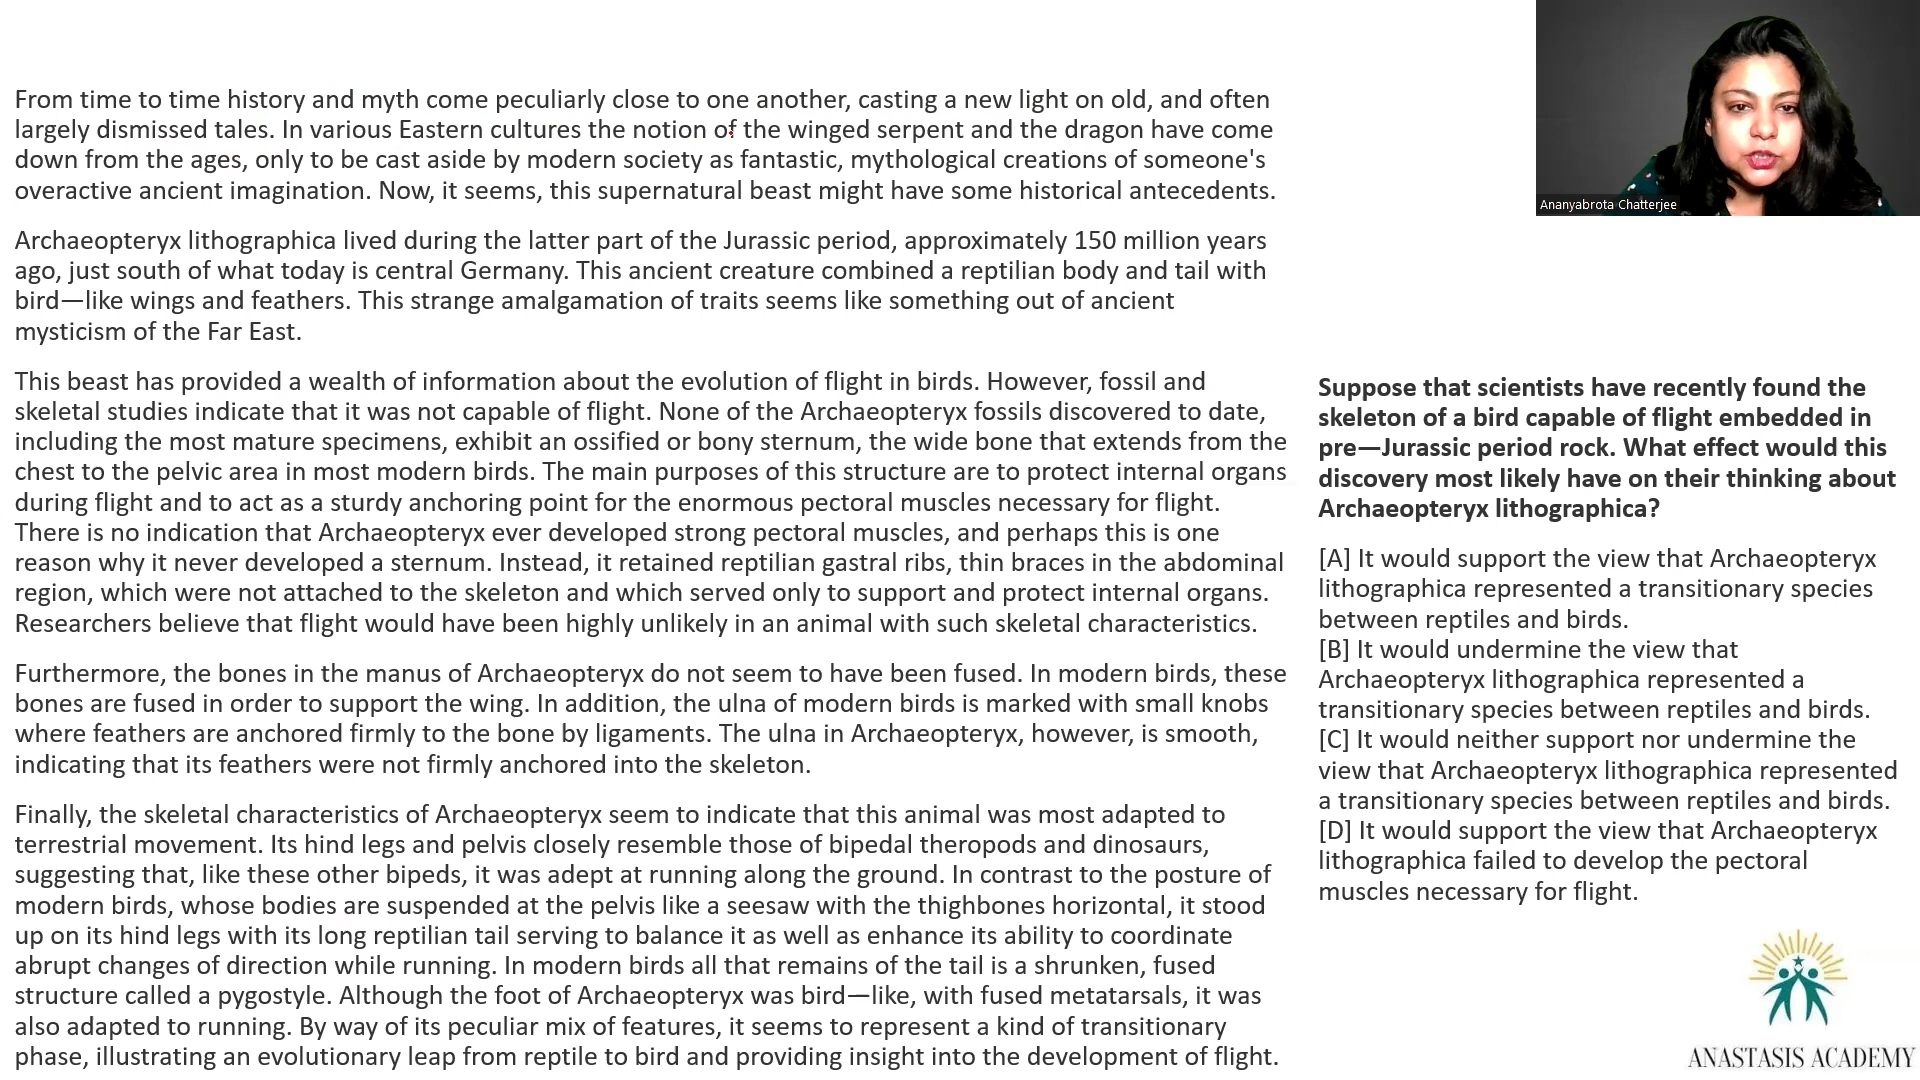 From time to time history and myth come peculiarly close to one another, casting a new light on old, and often
largely dismissed tales. In various Eastern cultures the notion of the winged serpent and the dragon have come
down from the ages, only to be cast aside by modern society as fantastic, mythological creations of someone's
overactive ancient imagination. Now, it seems, this supernatural beast might have some historical antecedents.
Archaeopteryx lithographica lived during the latter part of the Jurassic period, approximately 150 million years
ago, just south of what today is central Germany. This ancient creature combined a reptilian body and tail with
bird—like wings and feathers. This strange amalgamation of traits seems like something out of ancient
mysticism of the Far East.
This beast has provided a wealth of information about the evolution of flight in birds. However, fossil and
skeletal studies indicate that it was not capable of flight. None of the Archaeopteryx fossils discovered to date,
including the most mature specimens, exhibit an ossified or bony sternum, the wide bone that extends from the
chest to the pelvic area in most modern birds. The main purposes of this structure are to protect internal organs
during flight and to act as a sturdy anchoring point for the enormous pectoral muscles necessary for flight.
There is no indication that Archaeopteryx ever developed strong pectoral muscles, and perhaps this is one
reason why it never developed a sternum. Instead, it retained reptilian gastral ribs, thin braces in the abdominal
region, which were not attached to the skeleton and which served only to support and protect internal organs.
Researchers believe that flight would have been highly unlikely in an animal with such skeletal characteristics.
Furthermore, the bones in the manus of Archaeopteryx do not seem to have been fused. In modern birds, these
bones are fused in order to support the wing. In addition, the ulna of modern birds is marked with small knobs
where feathers are anchored firmly to the bone by ligaments. The ulna in Archaeopteryx, however, is smooth,
indicating that its feathers were not firmly anchored into the skeleton.
Finally, the skeletal characteristics of Archaeopteryx seem to indicate that this animal was most adapted to
terrestrial movement. Its hind legs and pelvis closely resemble those of bipedal theropods and dinosaurs,
suggesting that, like these other bipeds, it was adept at running along the ground. In contrast to the posture of
modern birds, whose bodies are suspended at the pelvis like a seesaw with the thighbones horizontal, it stood
up on its hind legs with its long reptilian tail serving to balance it as well as enhance its ability to coordinate
abrupt changes of direction while running. In modern birds all that remains of the tail is a shrunken, fused
structure called a pygostyle. Although the foot of Archaeopteryx was bird—like, with fused metatarsals, it was
also adapted to running. By way of its peculiar mix of features, it seems to represent a kind of transitionary
phase, illustrating an evolutionary leap from reptile to bird and providing insight into the development of flight.
Ananyabrota Chatterjee
Suppose that scientists have recently found the
skeleton of a bird capable of flight embedded in
pre—Jurassic period rock. What effect would this
discovery most likely have on their thinking about
Archaeopteryx lithographica?
[A] It would support the view that Archaeopteryx
lithographica represented a transitionary species
between reptiles and birds.
[B] It would undermine the view that
Archaeopteryx lithographica represented a
transitionary species between reptiles and birds.
[C] It would neither support nor undermine the
view that Archaeopteryx lithographica represented
a transitionary species between reptiles and birds.
[D] It would support the view that Archaeopteryx
lithographica failed to develop the pectoral
muscles necessary for flight.
ANASTASIS ACADEMY